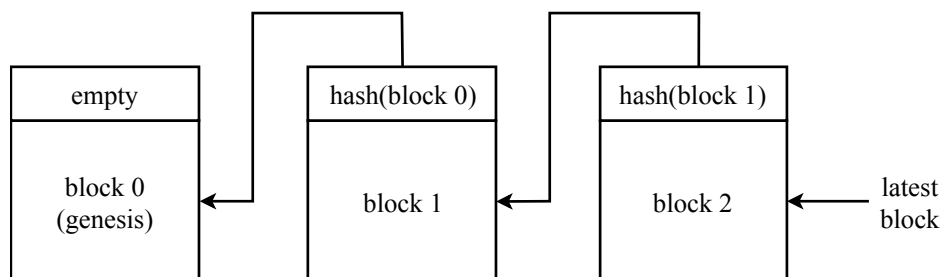 empty
block 0
(genesis)
hash(block 0)
block 1
hash(block 1)
block 2
latest
block